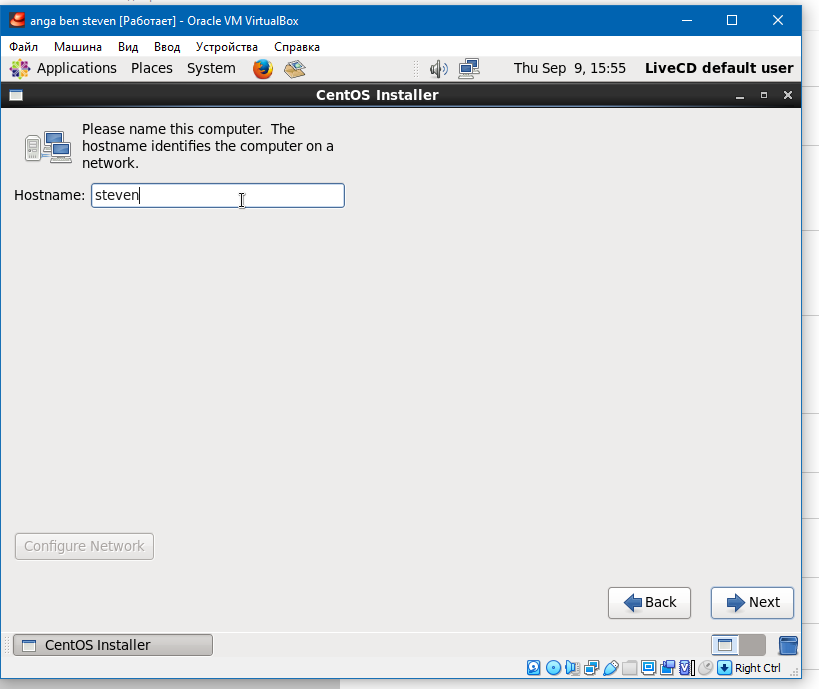 anga ben steven [Работает] - Oracle VM VirtualBox
Файл Машина Вид Ввод Устройства Справка
Applications Places System Thu Sep 9, 15:55 LiveCD default user
CentOS Installer
Please name this computer. The
hostname identifies the computer on a
network.
Hostname: steven
Configure Network
Back Next
CentOS Installer
Right Ctrl